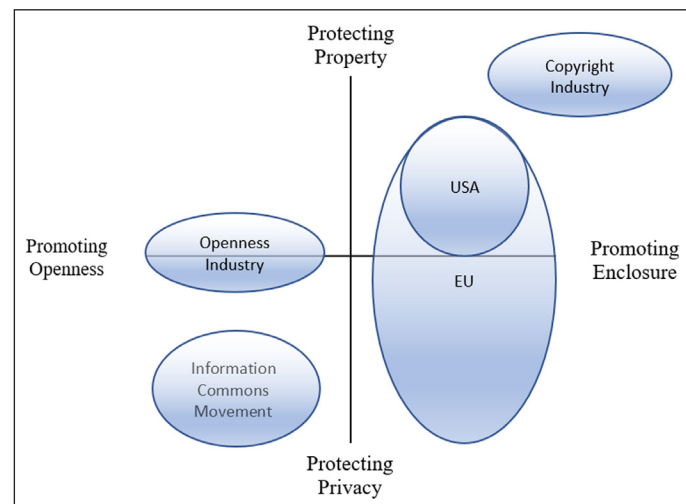 Protecting
Property
Copyright
Industry
USA
Promoting
Openness
Openness
Industry
Promoting
Enclosure
EU
Information
Commons
Movement
Protecting
Privacy